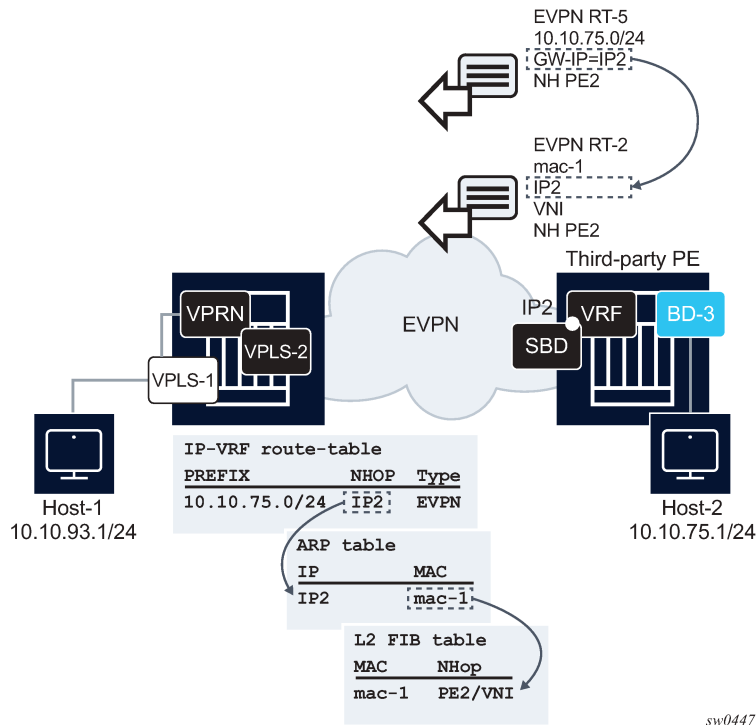 EVPN RT-5
10.10.75.0/24
GW-IP=IP2
NH PE2
EVPN RT-2
mac-1
IP2
VNI
NH PE2
Third-party PE
VPRN
VPLS-2
VPLS-1
EVPN
IP2
VRF
BD-3
SBD
Host-1
10.10.93.1/24
Host-2
10.10.75.1/24
IP-VRF route-table
PREFIX NHOP Type
10.10.75.0/24 IP2 EVPN
ARP table
IP MAC
IP2 mac-1
L2 FIB table
MAC NHop
mac-1 PE2/VNI
sw0447